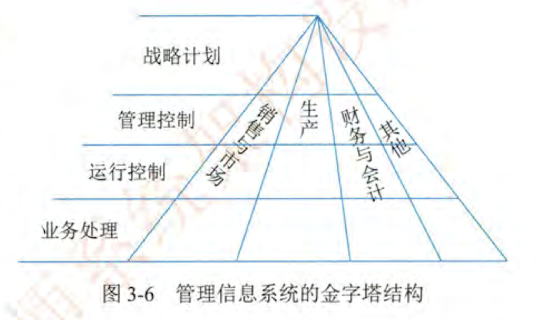 战略计划
管理控制
运行控制
业务处理
销售与市场
生产
财务与会计
其他
图 3-6 管理信息系统的金字塔结构